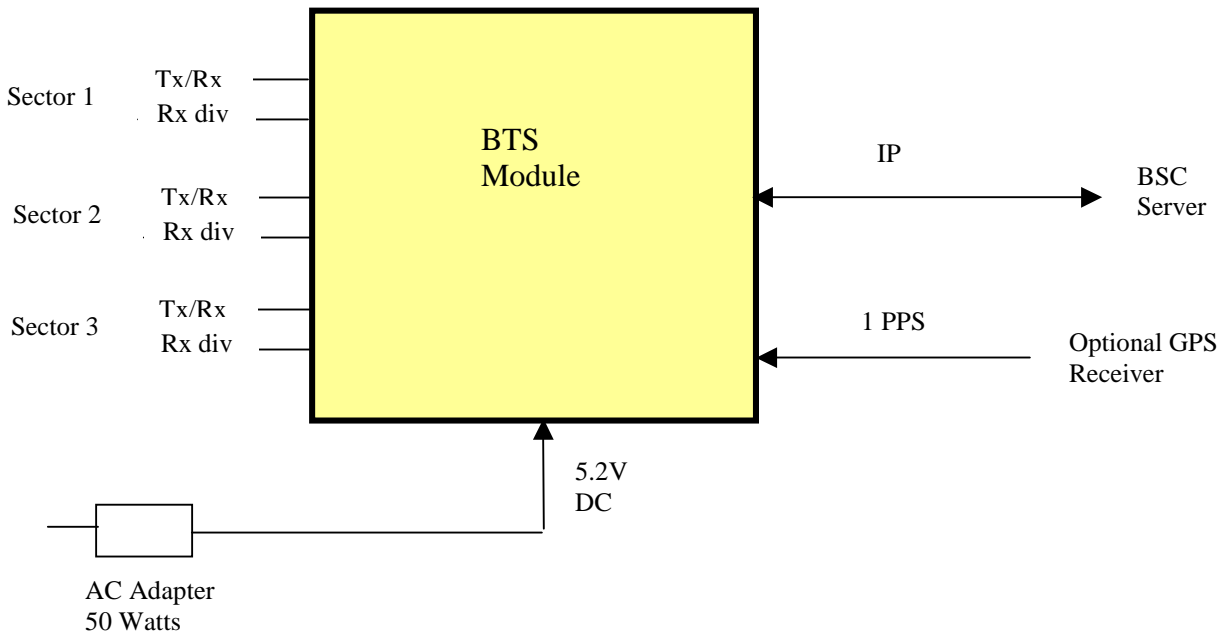 Sector 1
Tx/Rx
Rx div
Sector 2
Tx/Rx
Rx div
Sector 3
Tx/Rx
Rx div
BTS
Module
IP
BSC
Server
1 PPS
Optional GPS
Receiver
5.2V
DC
AC Adapter
50 Watts